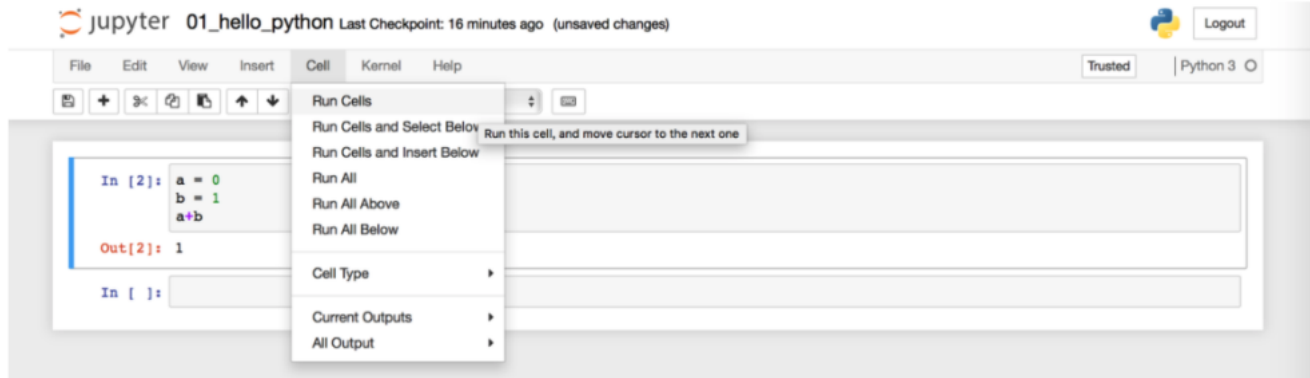 jupyter 01_hello_python Last Checkpoint: 16 minutes ago (unsaved changes) Logout
File Edit View Insert Cell Kernel Help Trusted Python 3
Run Cells
Run Cells and Select Below
Run this cell, and move cursor to the next one
Run Cells and Insert Below
Run All
Run All Above
Run All Below
Cell Type
Current Outputs
All Output
In [2]: a = 0
b = 1
a+b
Out[2]: 1
In [ ]: